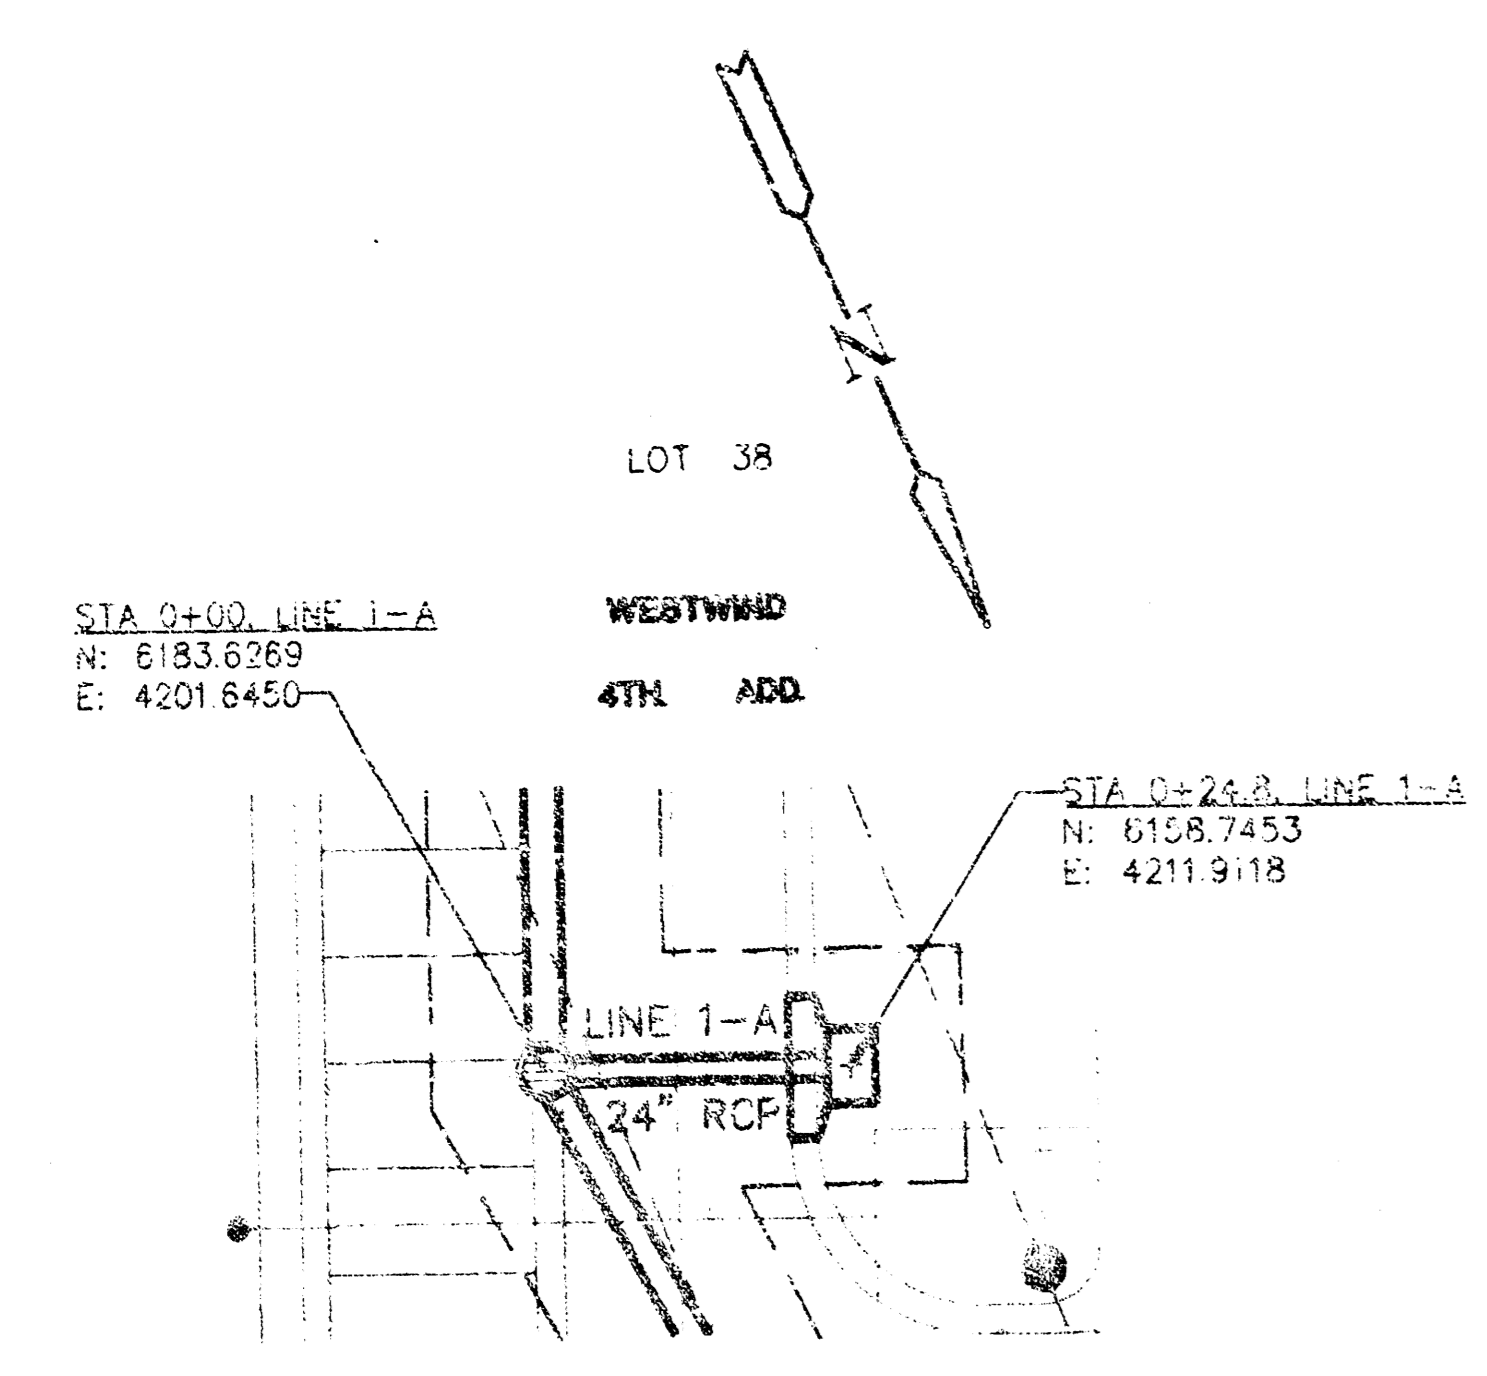 N
LOT 38
WESTWIND
4TH. ADD.
STA 0+00, LINE 1-A
N: 6183.6269
E: 4201.6450
STA 0+24.8, LINE 1-A
N: 6158.7453
E: 4211.9118
LINE 1-A
24" RCP